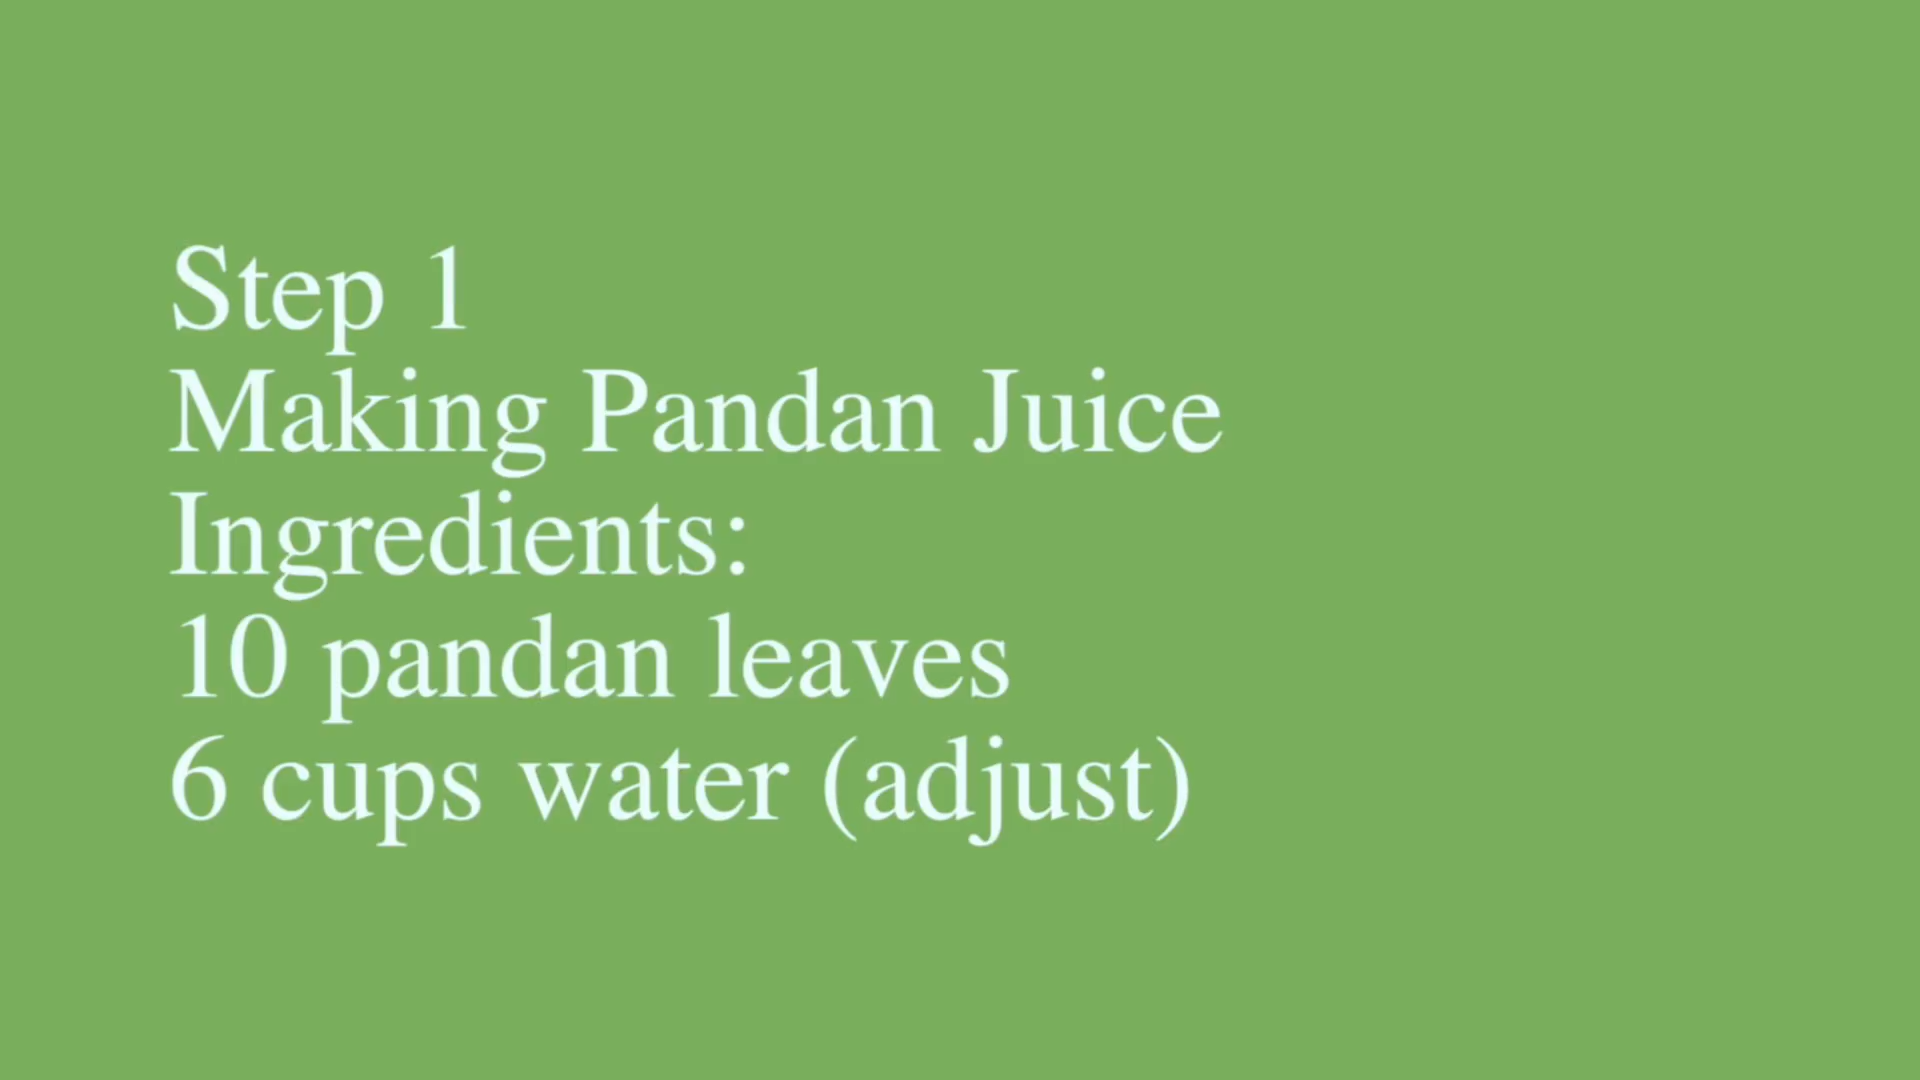 Step 1
Making Pandan Juice
Ingredients:
10 pandan leaves
6 cups water (adjust)